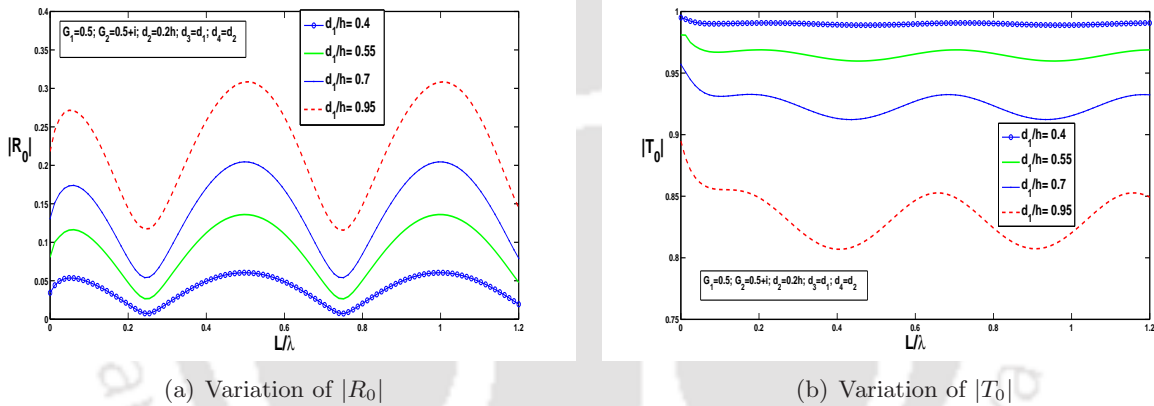 0.4
0.35
0.3
0.25
|R₀|
0.2
0.15
0.1
0.05
0
G₁=0.5; G₂=0.5+i; d₂=0.2h; d₃=d₁; d₄=d₂
d₁/h= 0.4
d₁/h= 0.55
d₁/h= 0.7
d₁/h= 0.95
0 0.2 0.4 0.6 0.8 1 1.2
L/λ
(a) Variation of |R₀|
1
0.95
0.9
|T₀|
0.85
0.8
0.75
d₁/h= 0.4
d₁/h= 0.55
d₁/h= 0.7
d₁/h= 0.95
G₁=0.5; G₂=0.5+i; d₂=0.2h; d₃=d₁; d₄=d₂
0 0.2 0.4 0.6 0.8 1 1.2
L/λ
(b) Variation of |T₀|